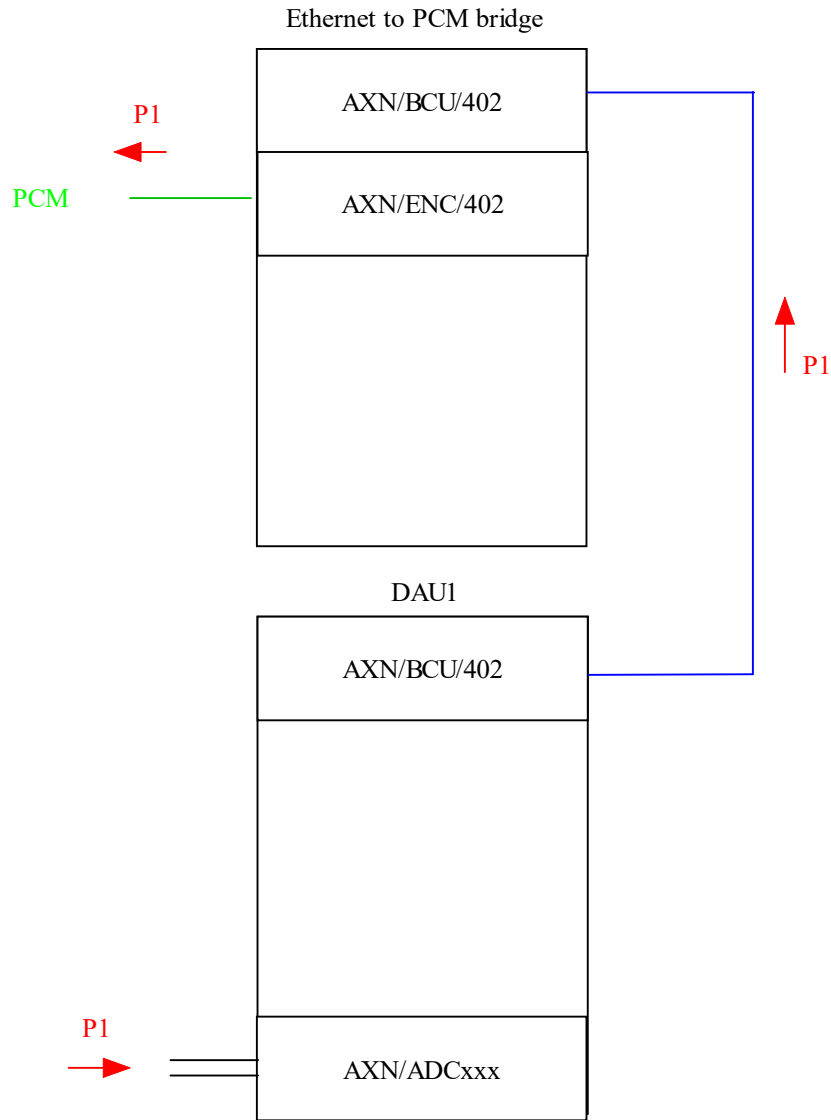 Ethernet to PCM bridge
AXN/BCU/402
P1
PCM
AXN/ENC/402
P1
DAU1
AXN/BCU/402
P1
AXN/ADCxxx